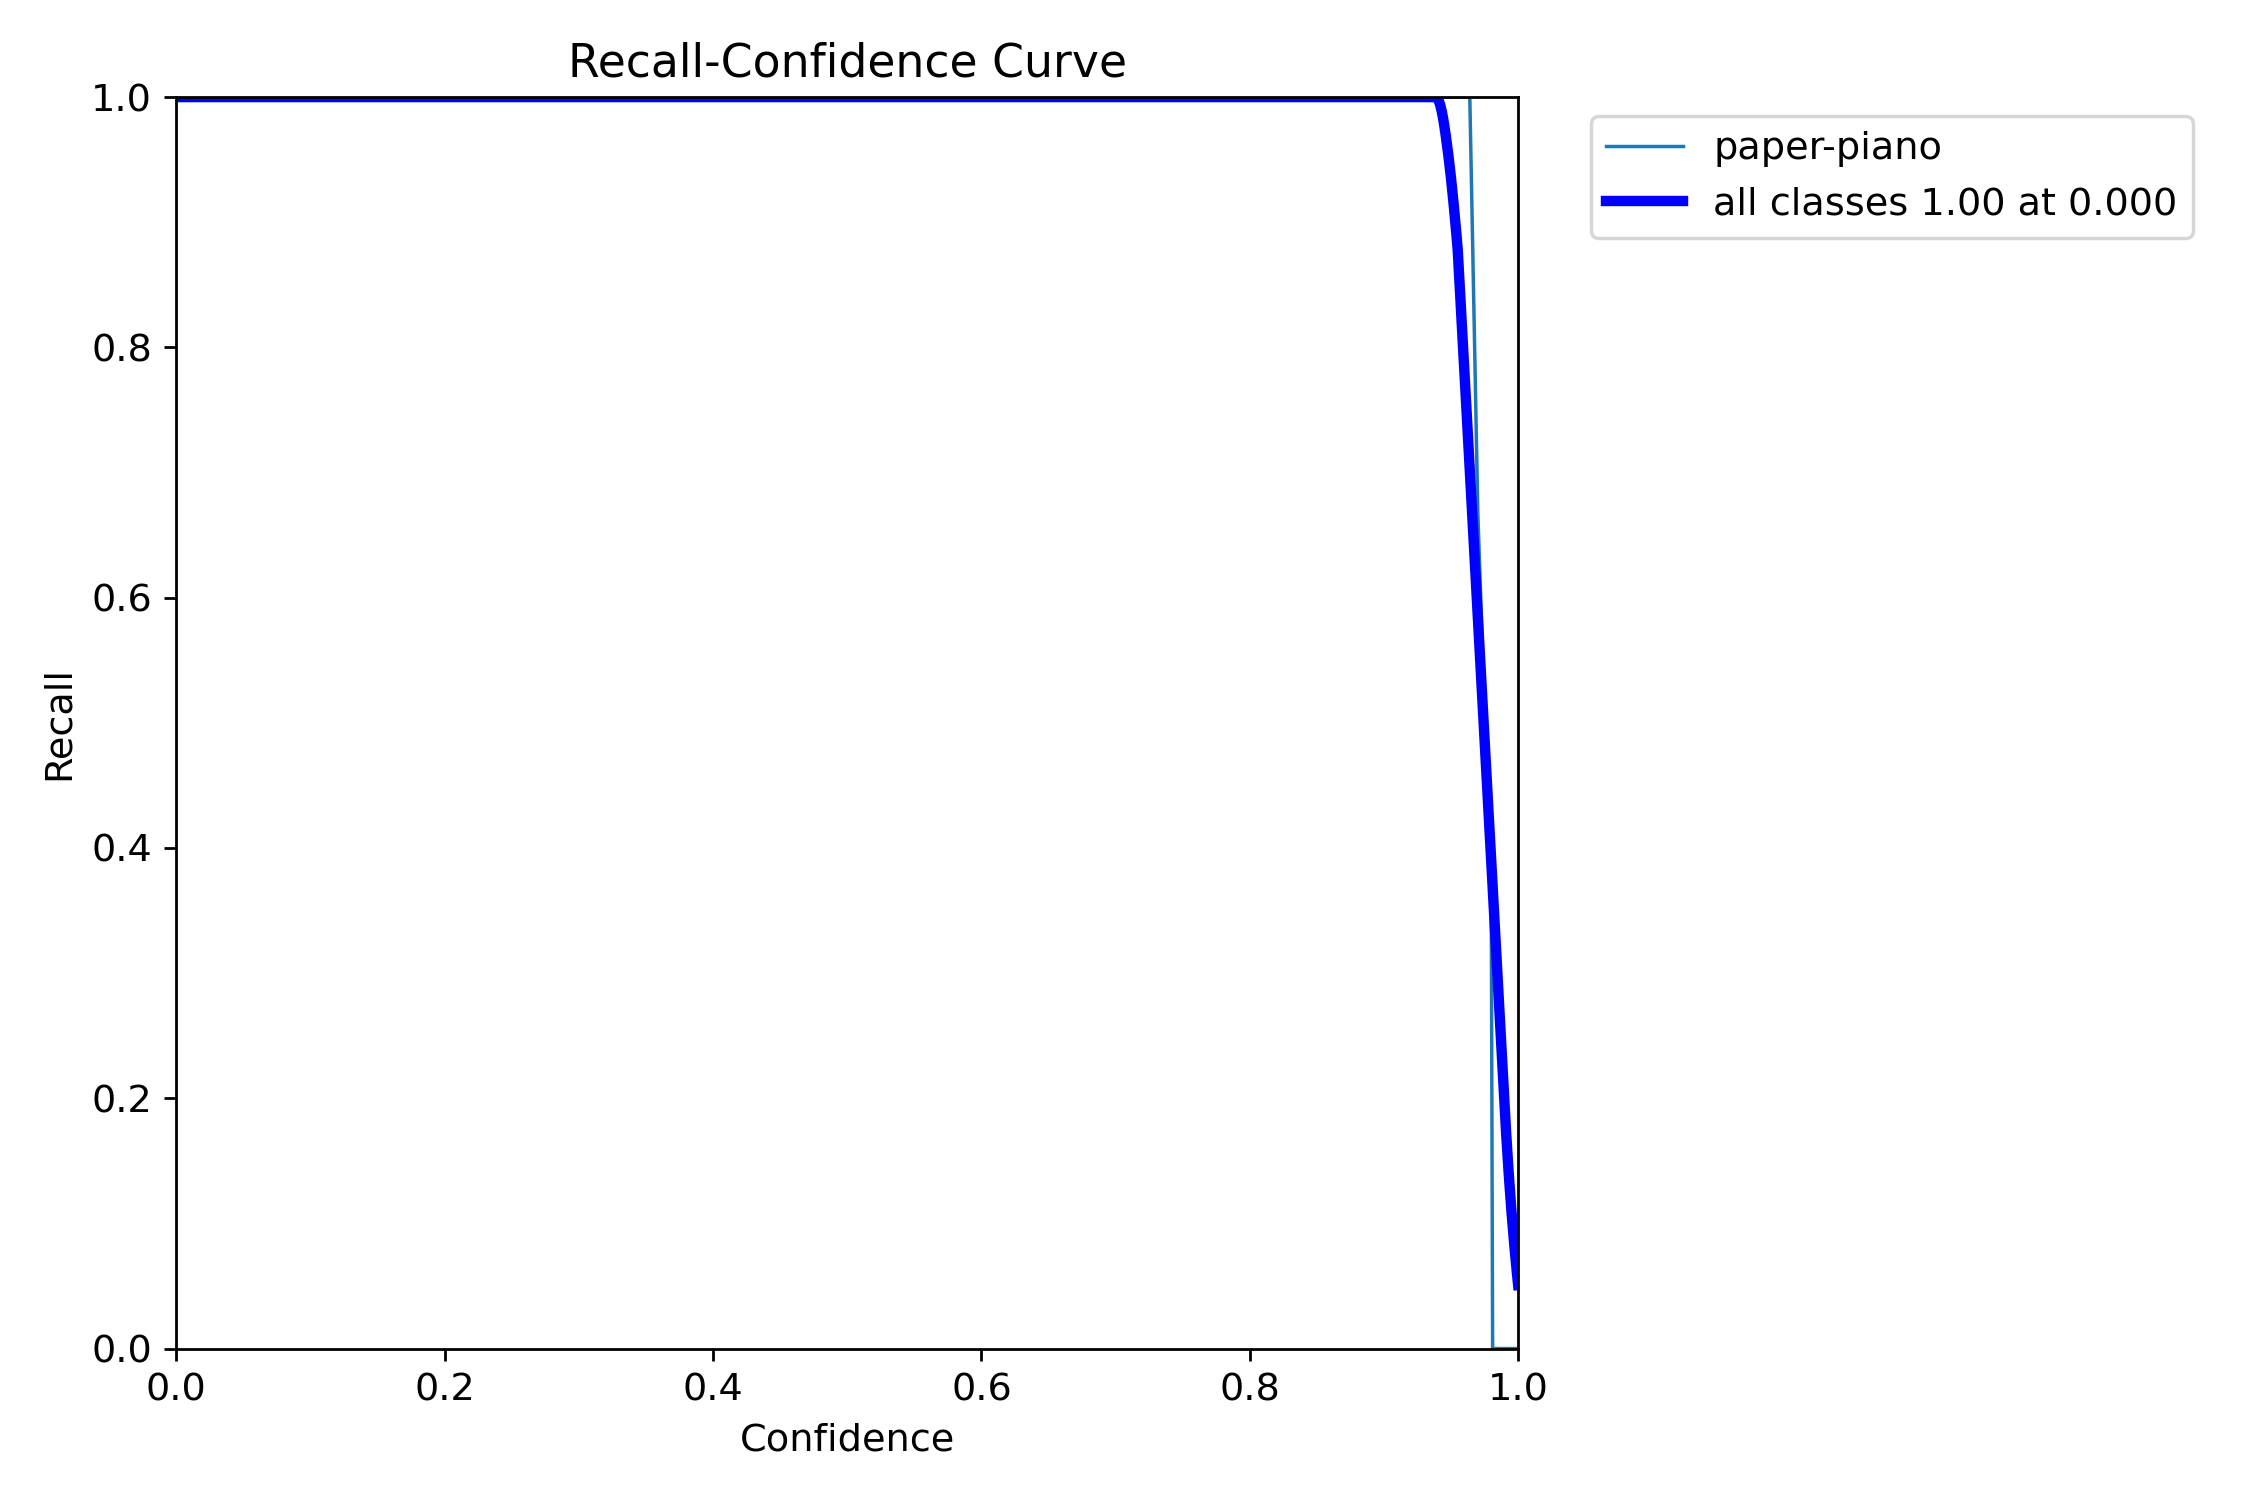 Recall-Confidence Curve
1.0
0.8
0.6
0.4
0.2
0.0
Recall
0.0 0.2 0.4 0.6 0.8 1.0
Confidence
paper-piano
all classes 1.00 at 0.000